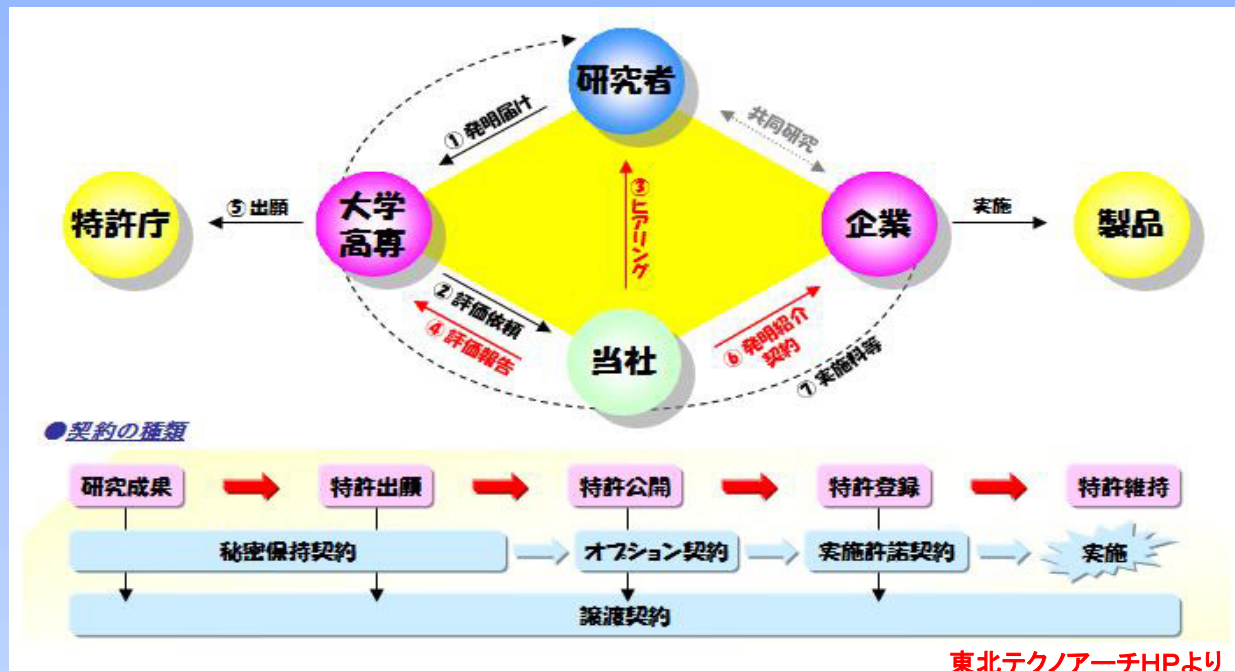 研究者
① 発明届け
共同研究
特許庁
⑤ 出願
大学
高専
③ヒアリング
企業
実施
製品
② 評価依頼
④ 評価報告
当社
⑥ 発明紹介
契約
⑦ 実施料等
●契約の種類
研究成果
特許出願
特許公開
特許登録
特許維持
秘密保持契約
オプション契約
実施許諾契約
実施
譲渡契約
東北テクノアーチHPより